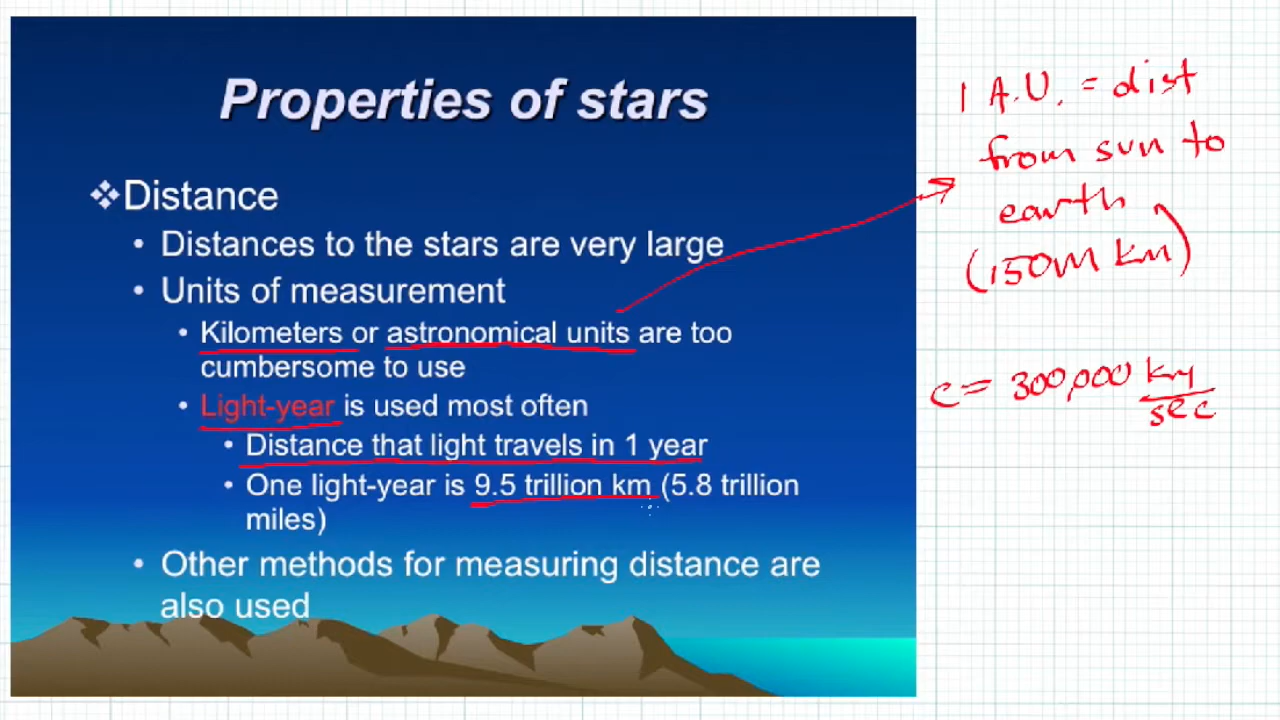 Properties of stars
❖Distance
• Distances to the stars are very large
• Units of measurement
• Kilometers or astronomical units are too
cumbersome to use
• Light-year is used most often
• Distance that light travels in 1 year
• One light-year is 9.5 trillion km (5.8 trillion
miles)
• Other methods for measuring distance are
also used
1 A.U. = dist
from sun to
earth
(150M km)
c = 300,000 km
sec